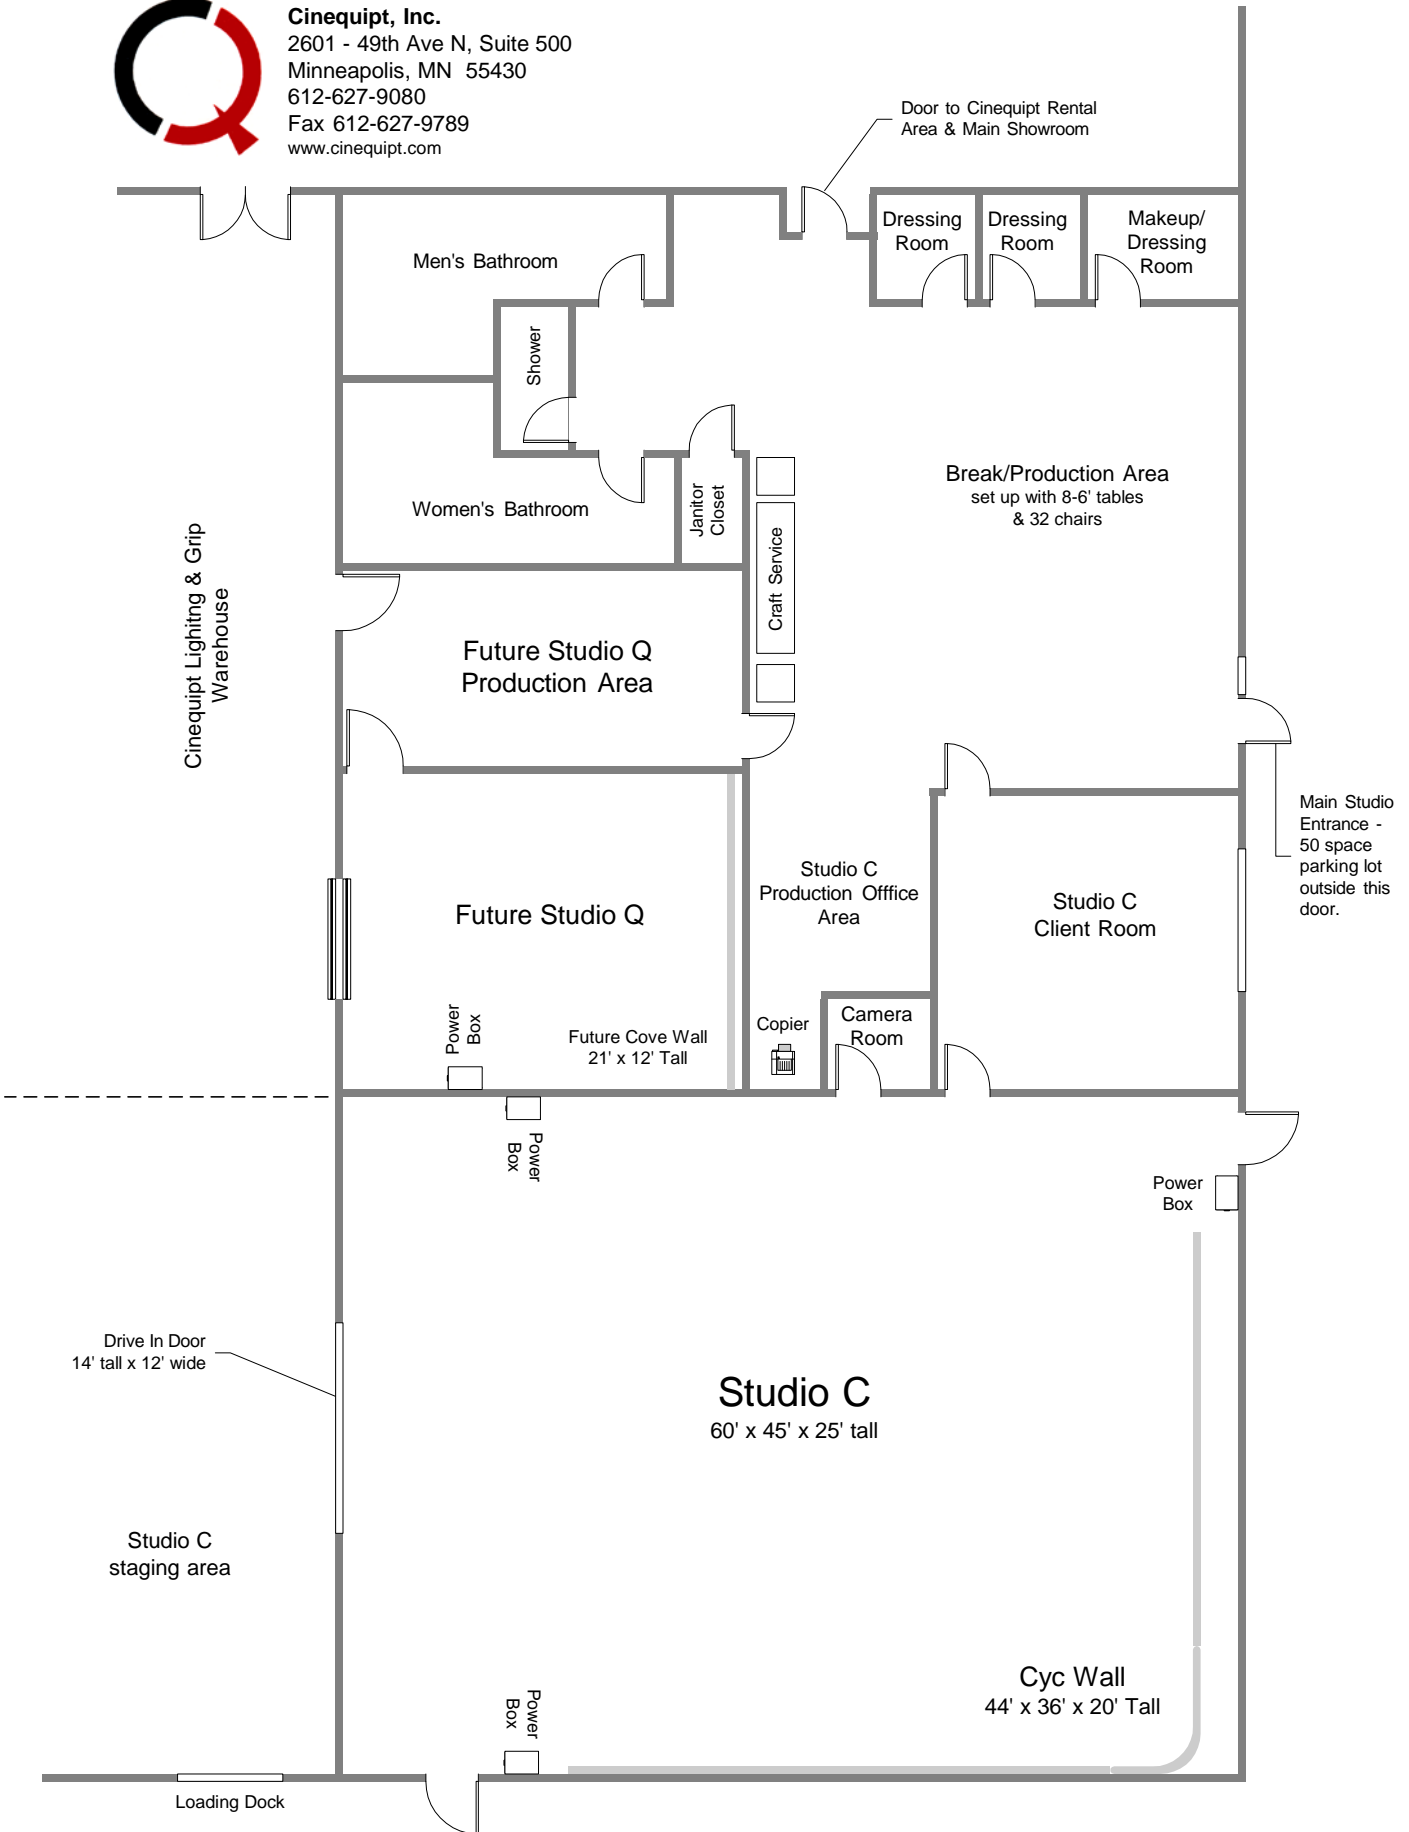 Cinequipt, Inc.
2601 - 49th Ave N, Suite 500
Minneapolis, MN 55430
612-627-9080
Fax 612-627-9789
www.cinequipt.com
Door to Cinequipt Rental
Area & Main Showroom
Dressing
Room
Dressing
Room
Makeup/
Dressing
Room
Men's Bathroom
Shower
Women's Bathroom
Janitor
Closet
Craft Service
Break/Production Area
set up with 8-6' tables
& 32 chairs
Cinequipt Lighitng & Grip
Warehouse
Future Studio Q
Production Area
Main Studio
Entrance -
50 space
parking lot
outside this
door.
Future Studio Q
Studio C
Production Offfice
Area
Studio C
Client Room
Power
Box
Future Cove Wall
21' x 12' Tall
Copier
Camera
Room
Power
Box
Power
Box
Drive In Door
14' tall x 12' wide
Studio C
60' x 45' x 25' tall
Studio C
staging area
Cyc Wall
44' x 36' x 20' Tall
Power
Box
Loading Dock